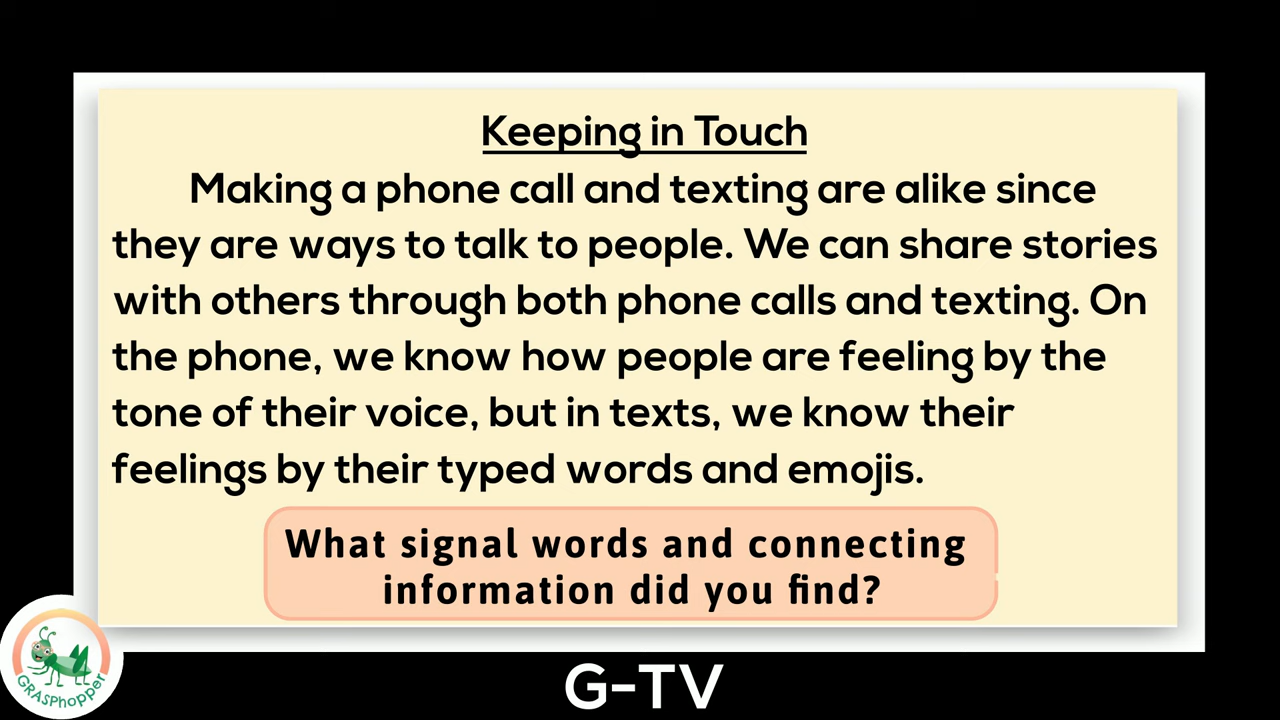 Keeping in Touch
Making a phone call and texting are alike since
they are ways to talk to people. We can share stories
with others through both phone calls and texting. On
the phone, we know how people are feeling by the
tone of their voice, but in texts, we know their
feelings by their typed words and emojis.
What signal words and connecting
information did you find?
GRASPhopper
G-TV